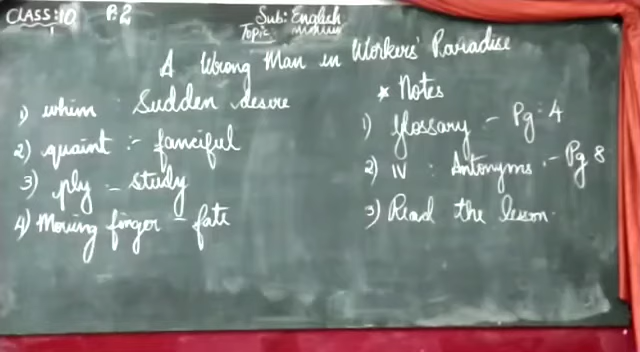 CLASS:10 P:2
Sub: English
Topic:
A Wrong Man in Workers' Paradise
1) whim : Sudden desire
2) quaint :- fanciful
3) ply - study
4) Moving finger - fate
* Notes
1) Glossary - Pg: 4
2) IV : Antonyms :- Pg 8
3) Read the lesson.